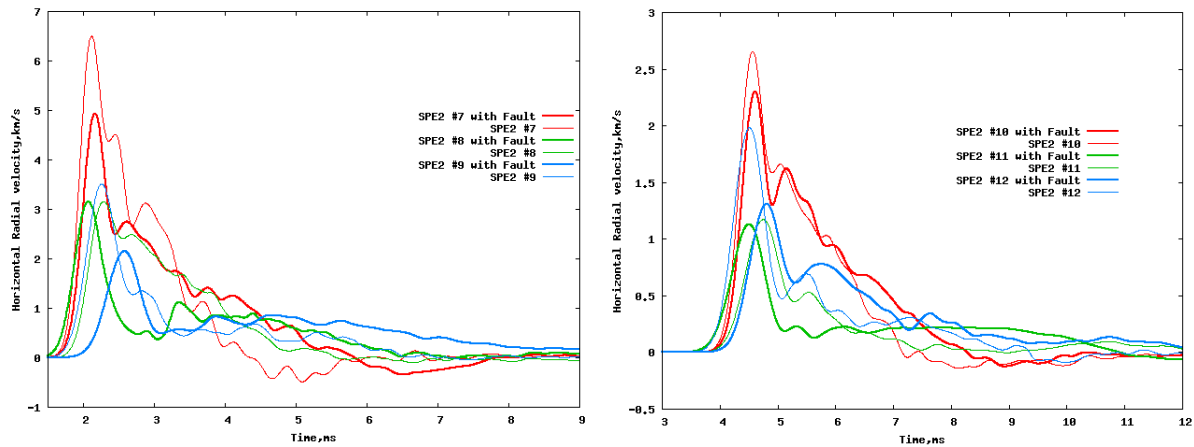 7
6
5
4
3
2
1
0
-1
Horizontal Radial velocity,km/s
SPE2 #7 with Fault
SPE2 #7
SPE2 #8 with Fault
SPE2 #8
SPE2 #9 with Fault
SPE2 #9
2 3 4 5 6 7 8 9
Time,ms
3
2.5
2
1.5
1
0.5
0
-0.5
Horizontal Radial velocity,km/s
SPE2 #10 with Fault
SPE2 #10
SPE2 #11 with Fault
SPE2 #11
SPE2 #12 with Fault
SPE2 #12
3 4 5 6 7 8 9 10 11 12
Time,ms